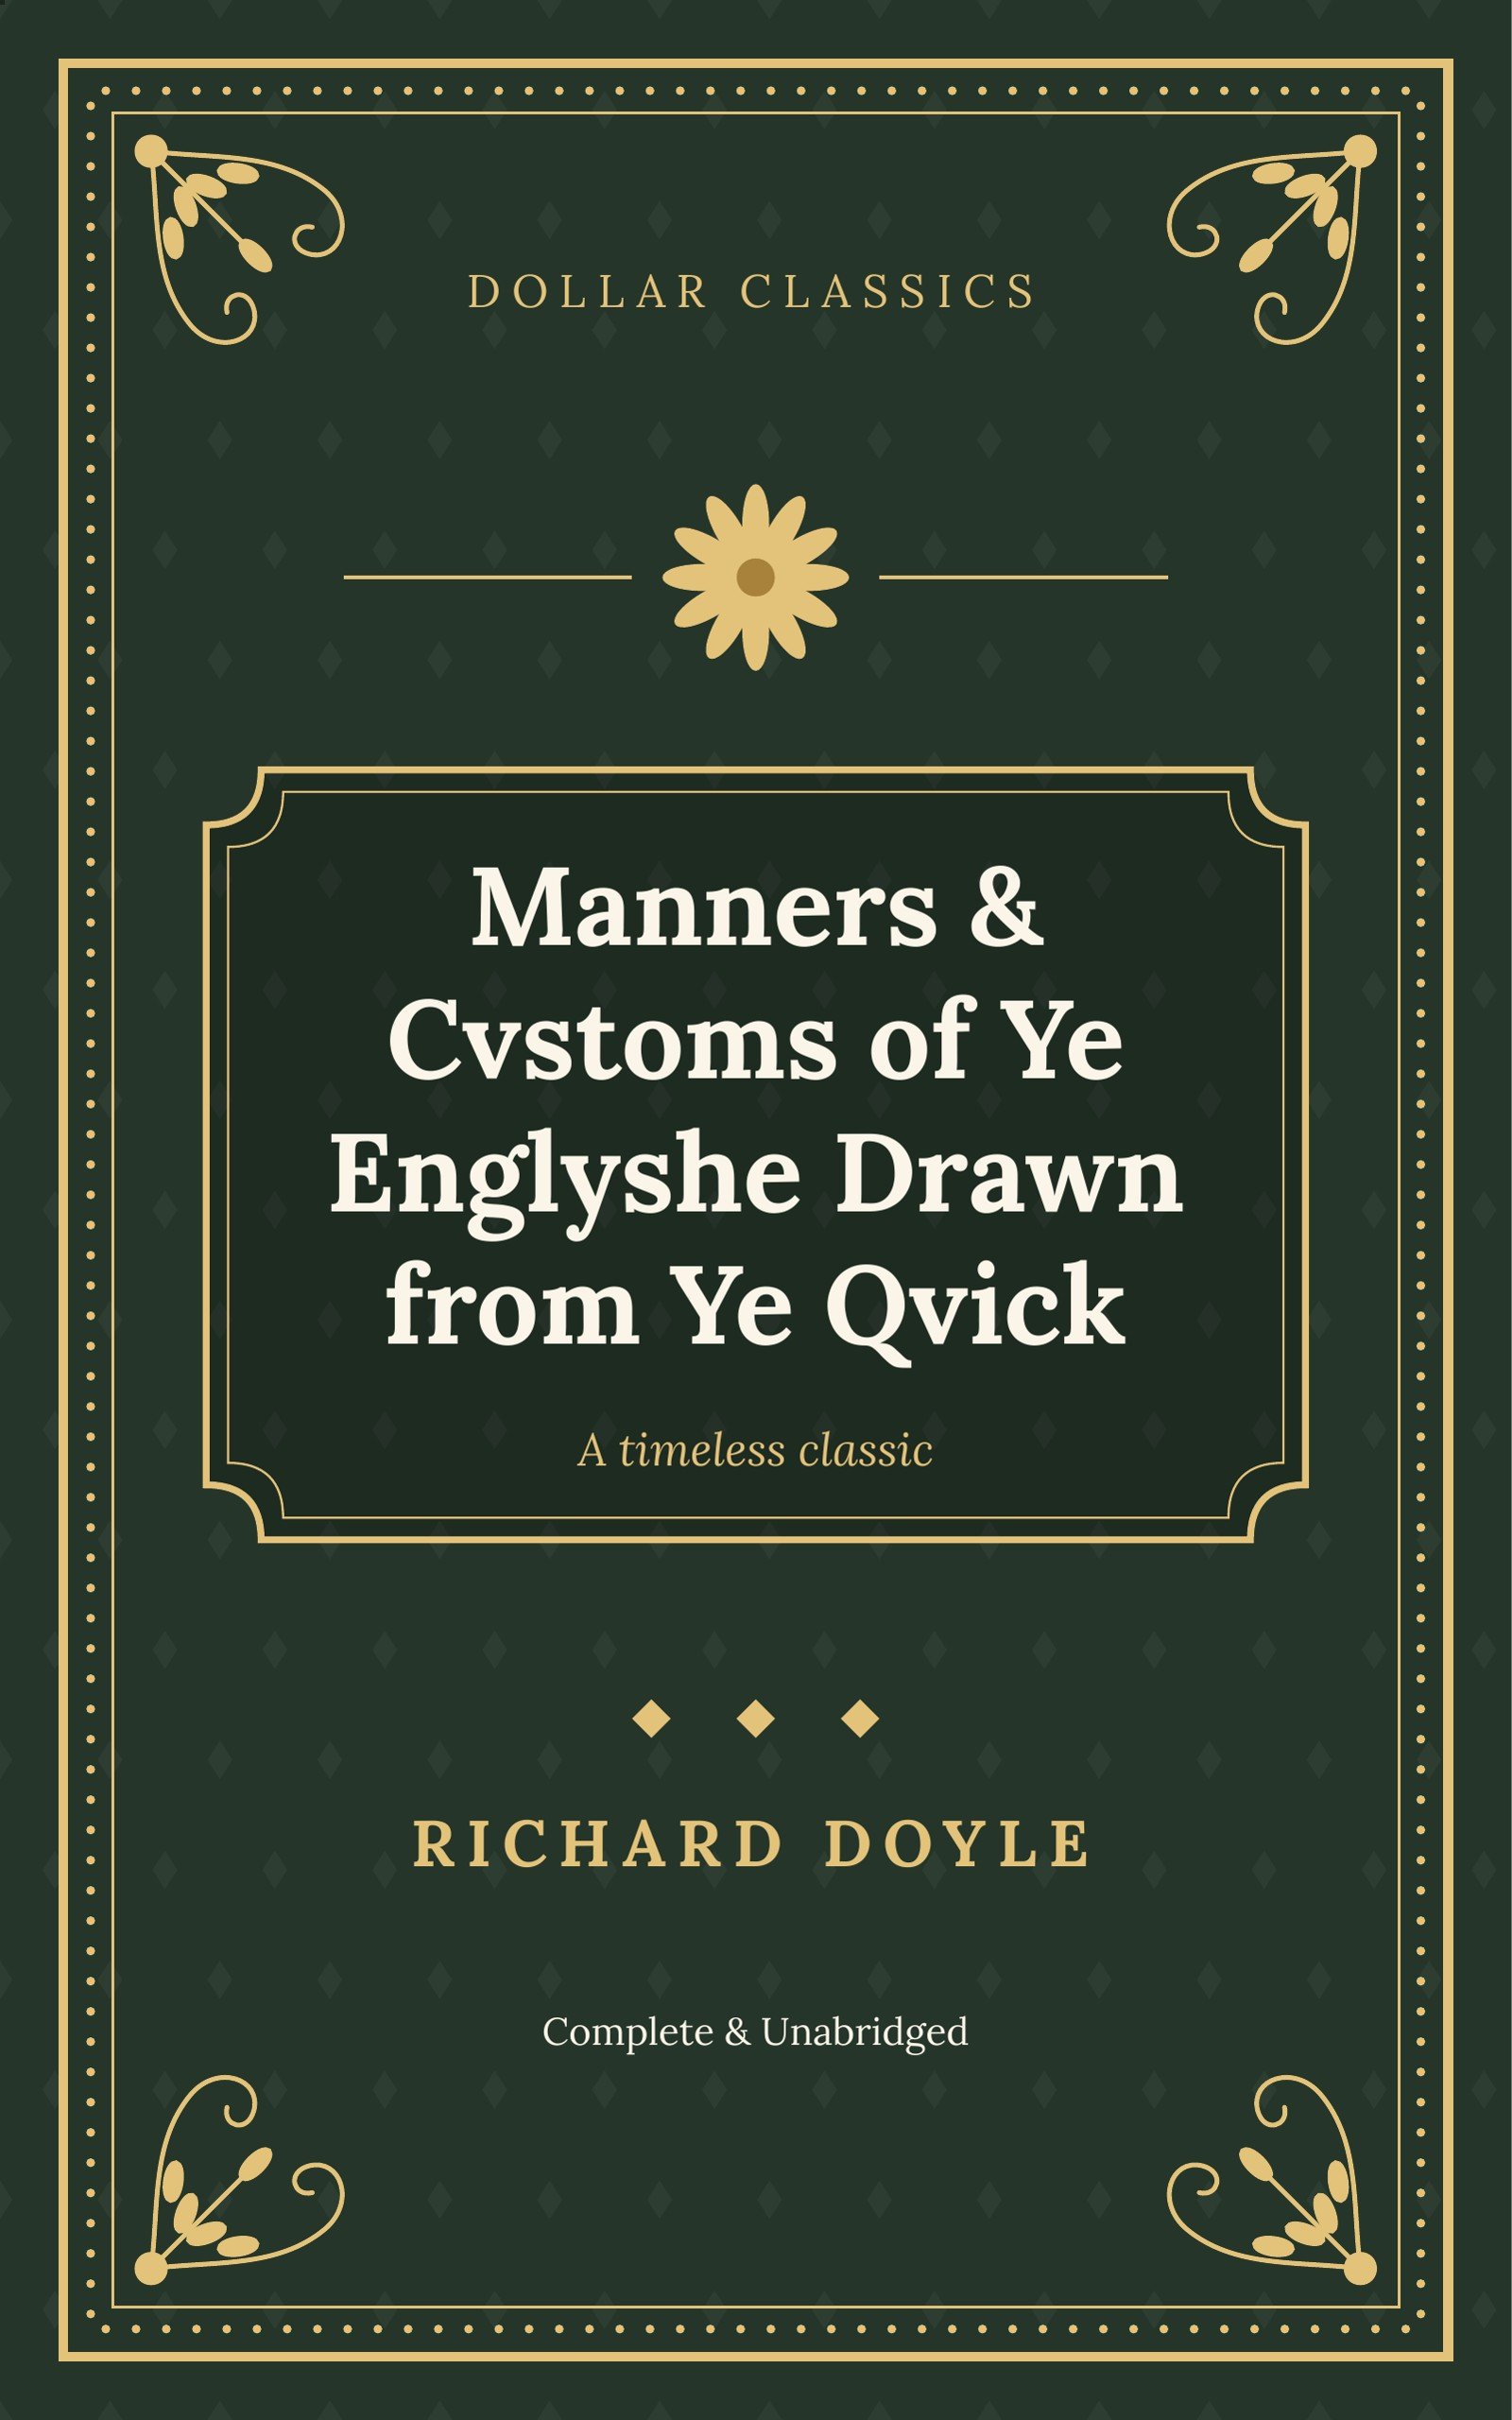 DOLLAR CLASSICS
Manners &
Cvstoms of Ye
Englyshe Drawn
from Ye Qvick
A timeless classic
RICHARD DOYLE
Complete & Unabridged